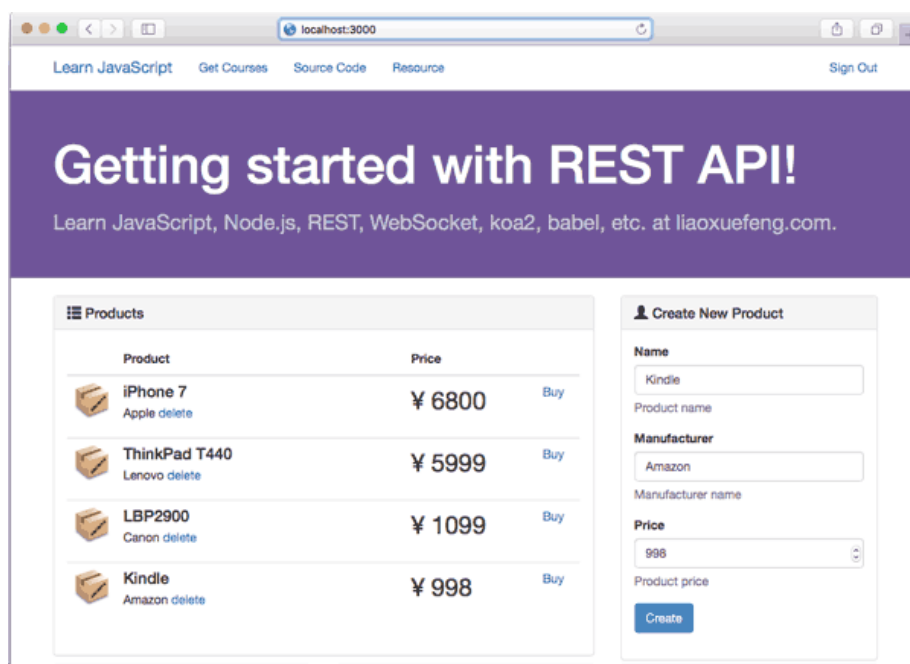 localhost:3000
Learn JavaScript Get Courses Source Code Resource Sign Out
Getting started with REST API!
Learn JavaScript, Node.js, REST, WebSocket, koa2, babel, etc. at liaoxuefeng.com.
Products
Product Price
iPhone 7 ¥ 6800 Buy
Apple delete
ThinkPad T440 ¥ 5999 Buy
Lenovo delete
LBP2900 ¥ 1099 Buy
Canon delete
Kindle ¥ 998 Buy
Amazon delete
Create New Product
Name
Kindle
Product name
Manufacturer
Amazon
Manufacturer name
Price
998
Product price
Create